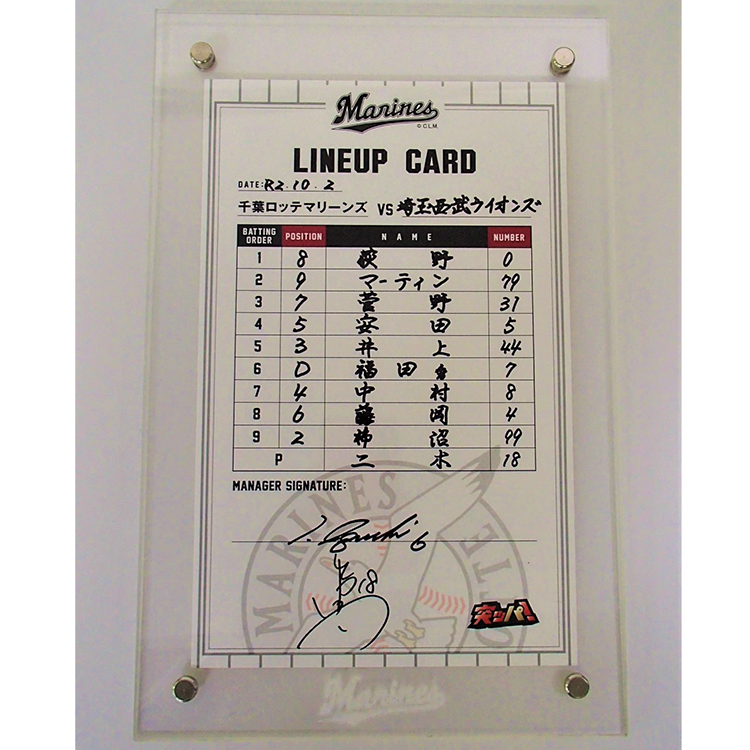 Marines
© C.L.M.
LINEUP CARD
DATE: R2.10.2
千葉ロッテマリーンズ VS 埼玉西武ライオンズ
BATTING ORDER POSITION NAME NUMBER
1 8 荻野 0
2 9 マーティン 79
3 7 菅野 31
4 5 安田 5
5 3 井上 44
6 D 福田秀 7
7 4 中村 8
8 6 藤岡 4
9 2 柿沼 99
P 二木 18
MANAGER SIGNATURE:
6
18
MARINES
突ッパ!
Marines